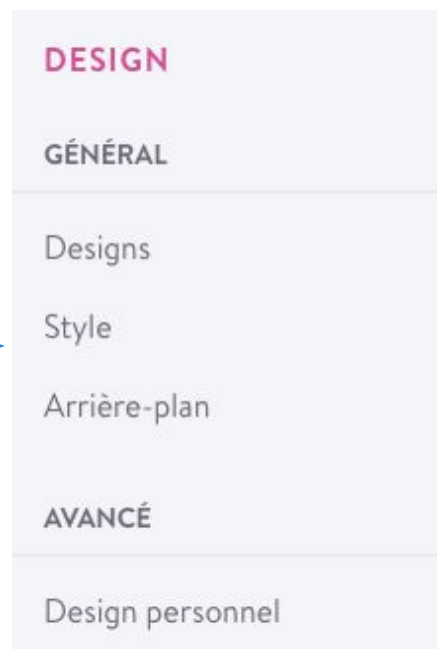 DESIGN
GÉNÉRAL
Designs
Style
Arrière-plan
AVANCÉ
Design personnel